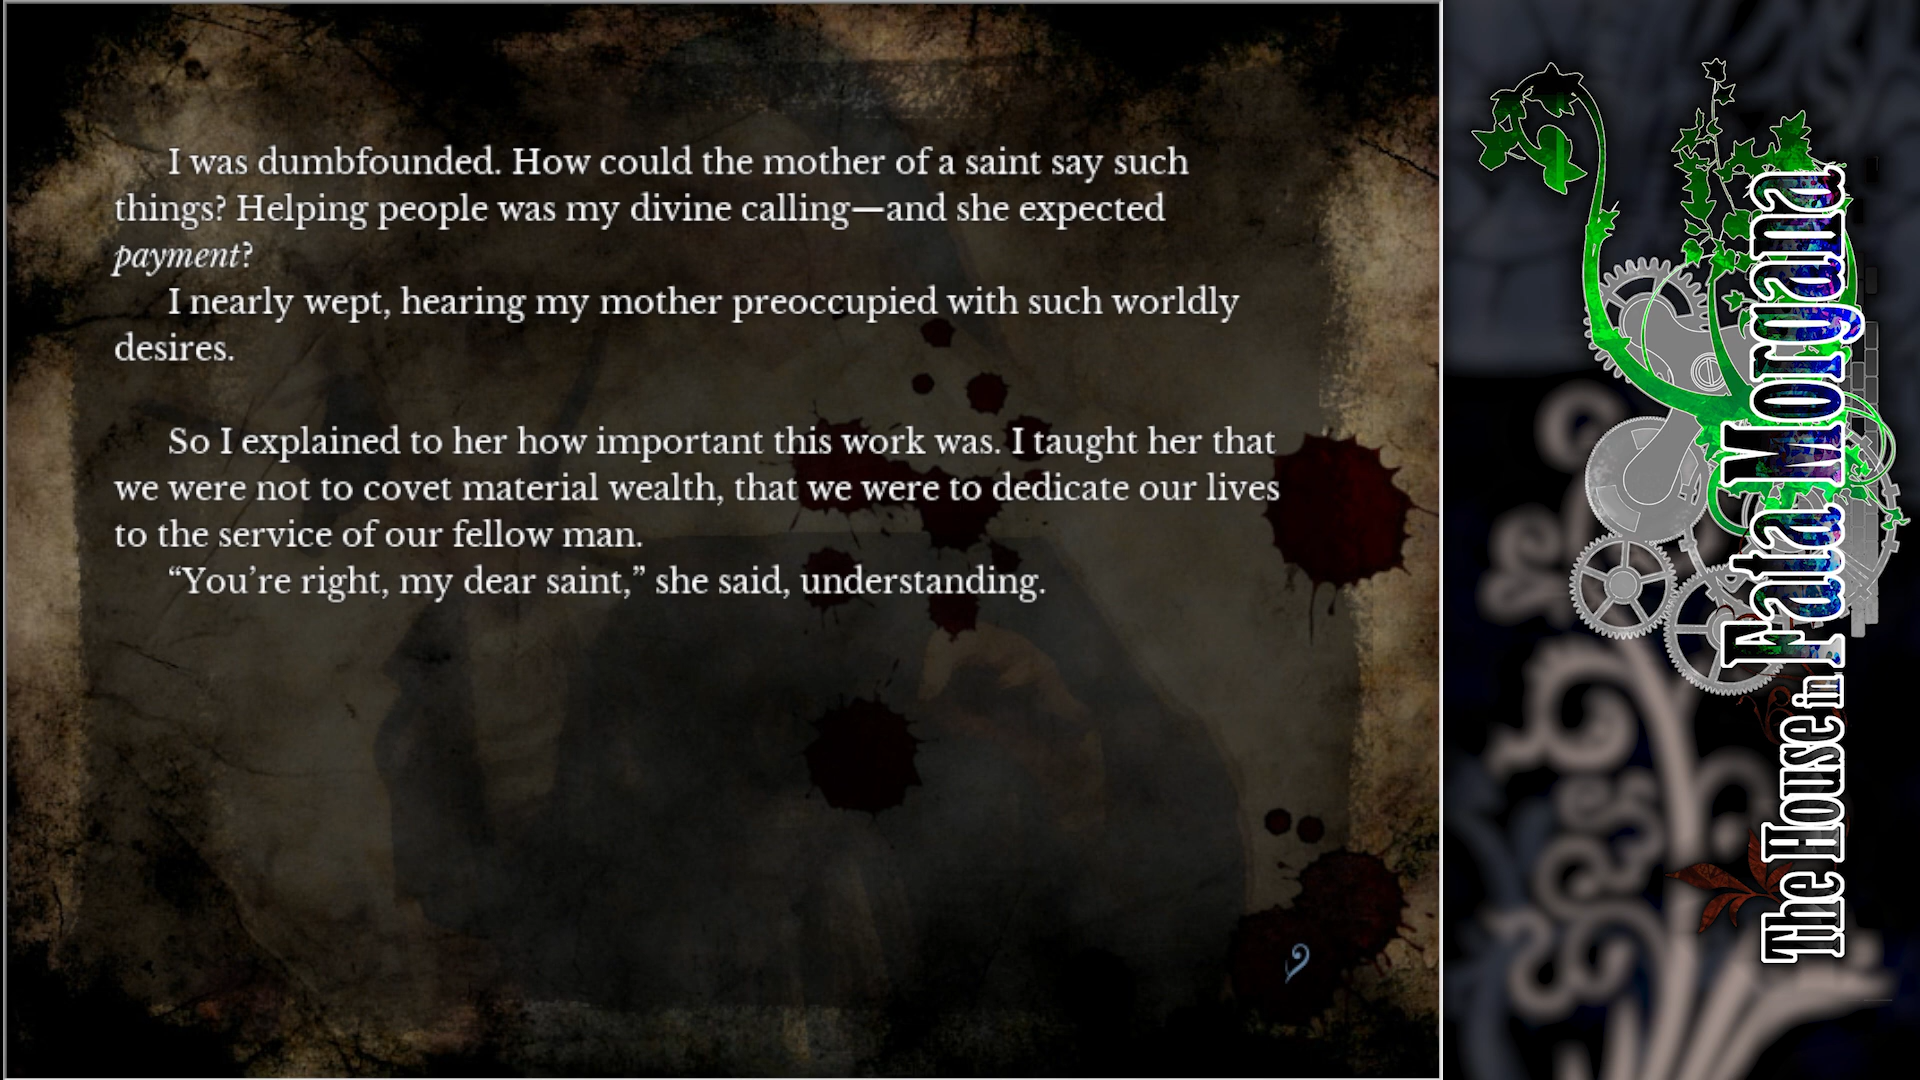 I was dumbfounded. How could the mother of a saint say such
things? Helping people was my divine calling—and she expected
payment?
I nearly wept, hearing my mother preoccupied with such worldly
desires.
So I explained to her how important this work was. I taught her that
we were not to covet material wealth, that we were to dedicate our lives
to the service of our fellow man.
“You’re right, my dear saint,” she said, understanding.
The House in Fata Morgana